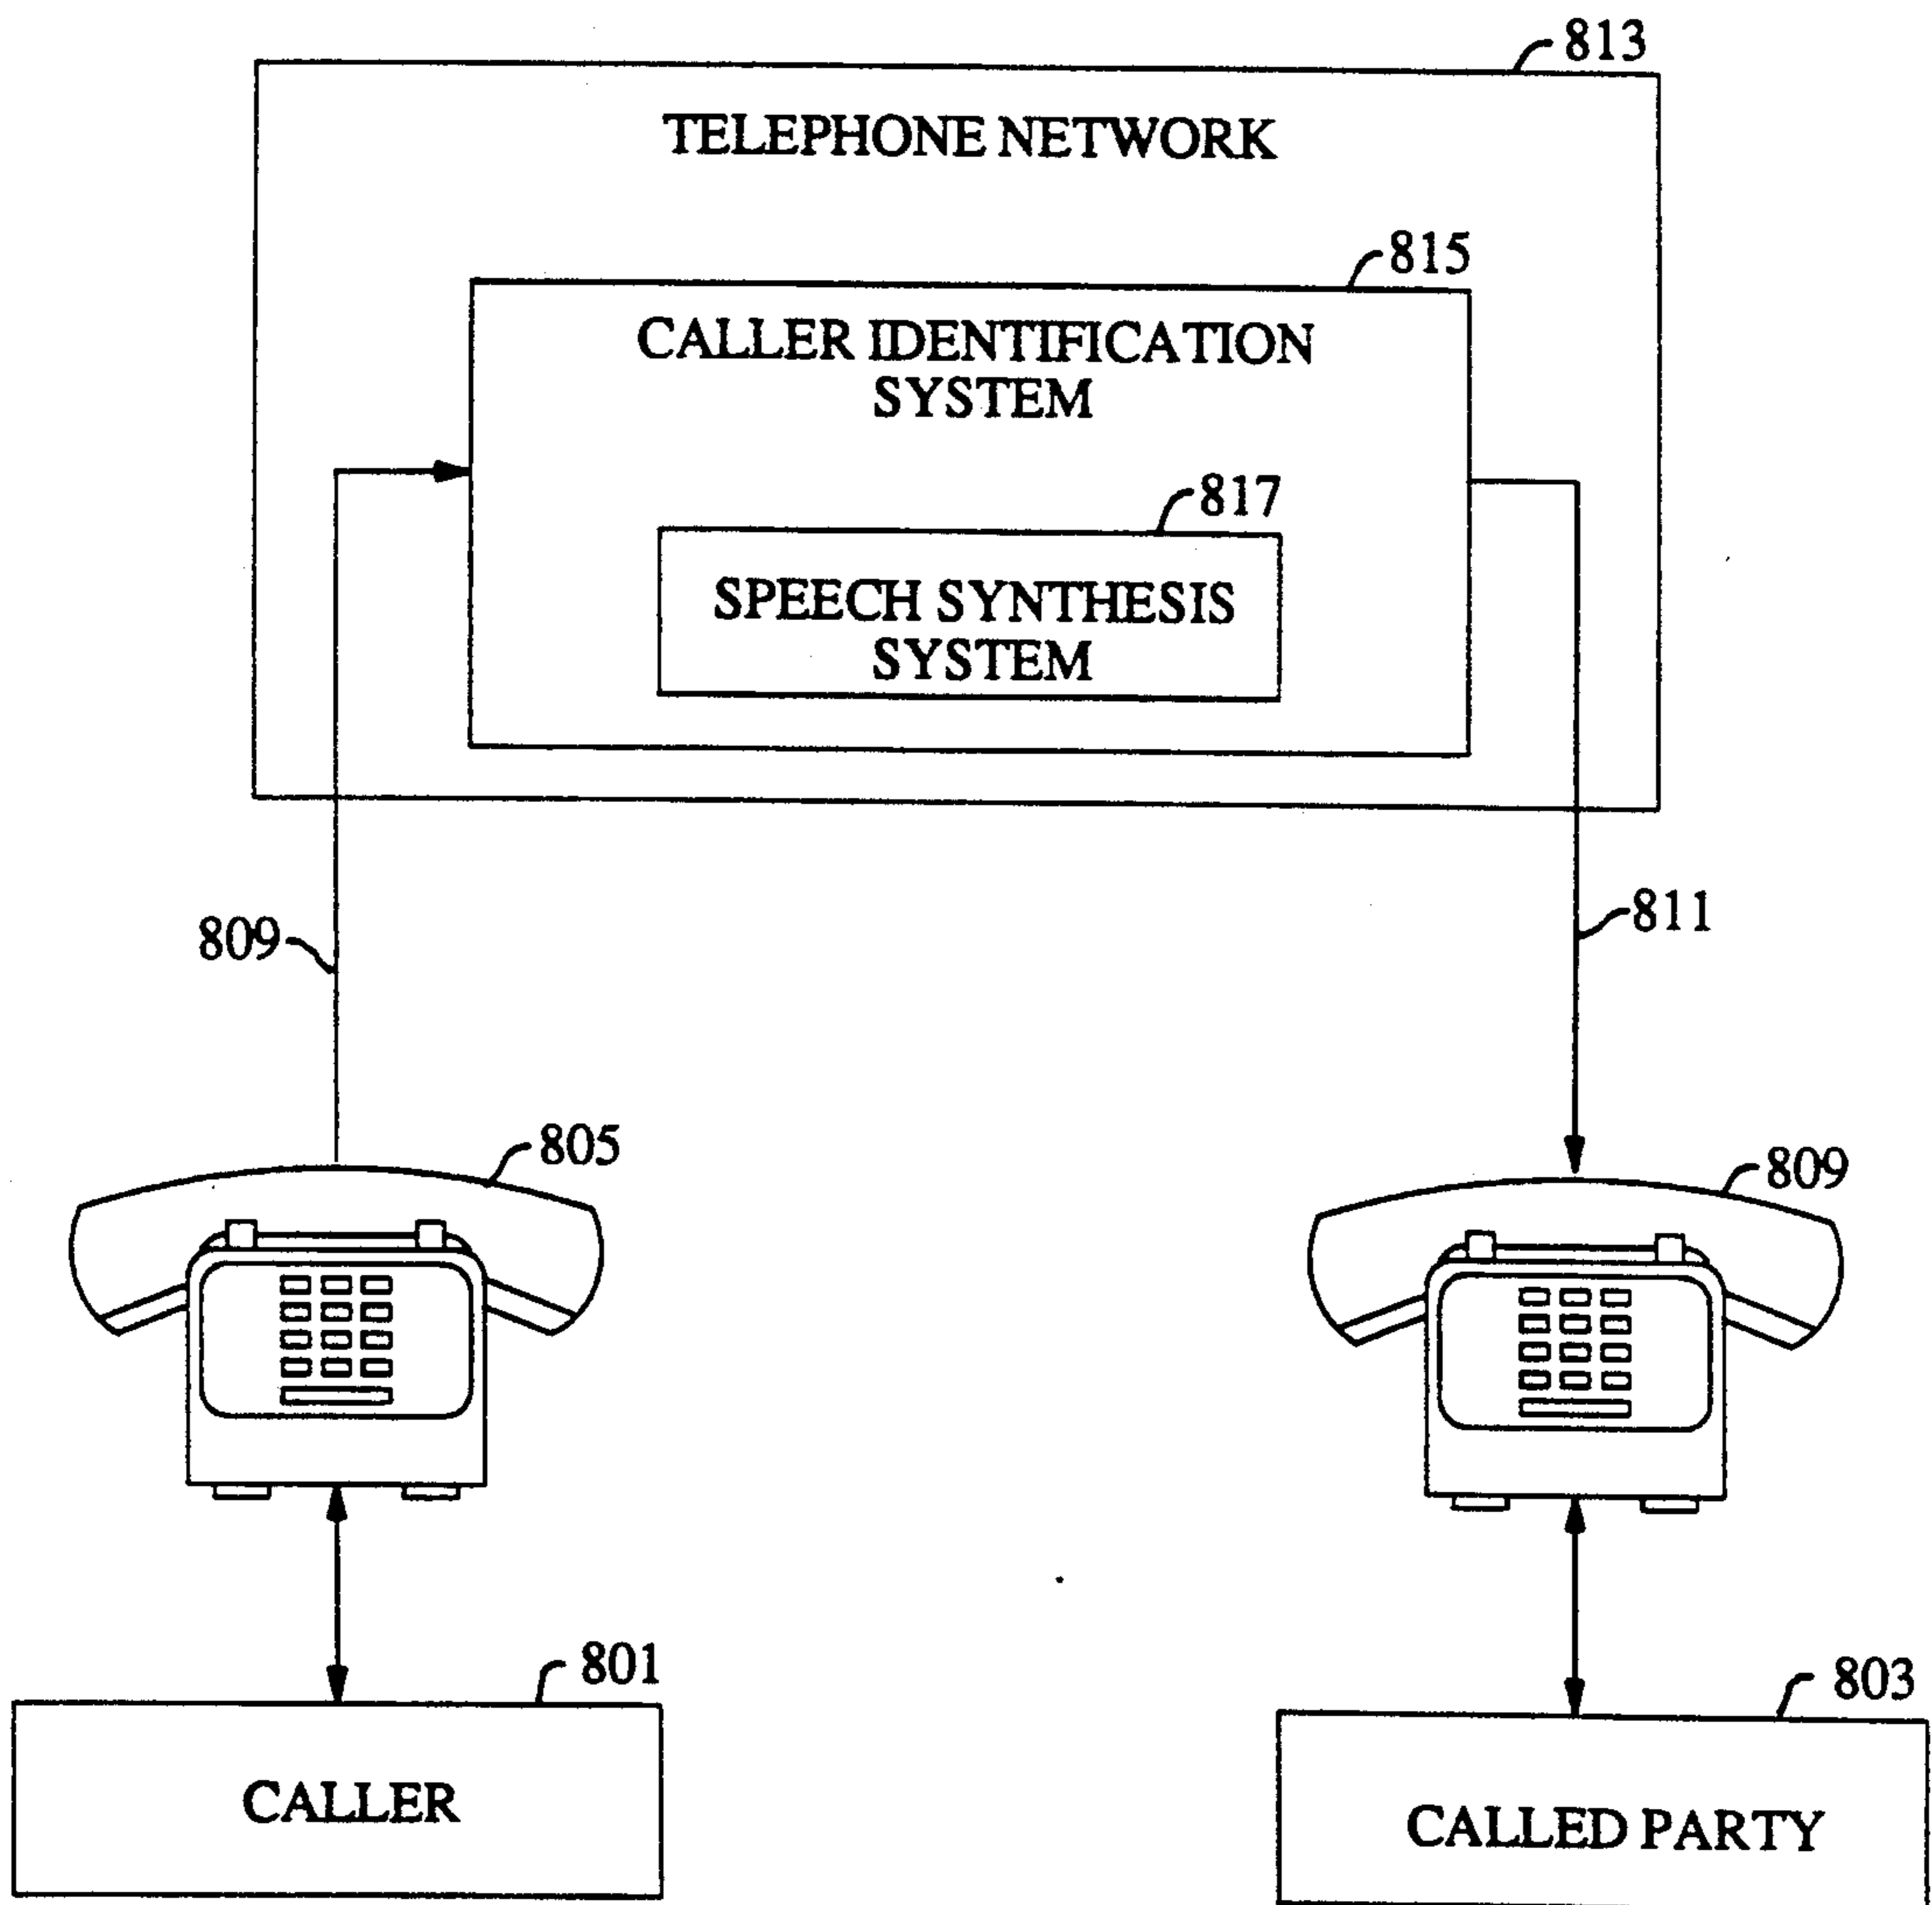 813
TELEPHONE NETWORK
815
CALLER IDENTIFICATION
SYSTEM
817
SPEECH SYNTHESIS
SYSTEM
809
811
805
809
801
CALLER
803
CALLED PARTY